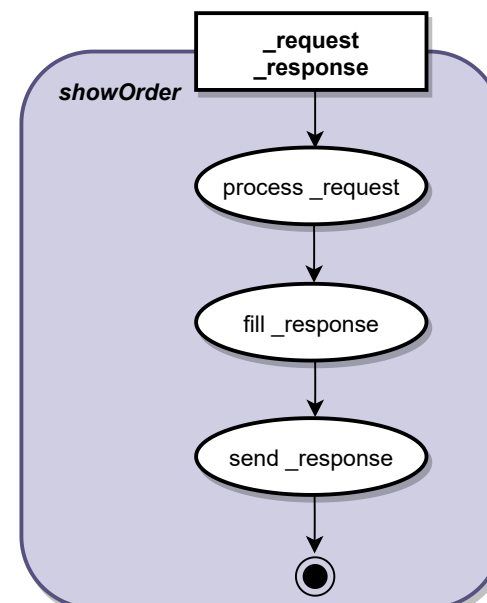 _request
_response
showOrder
process _request
fill _response
send _response